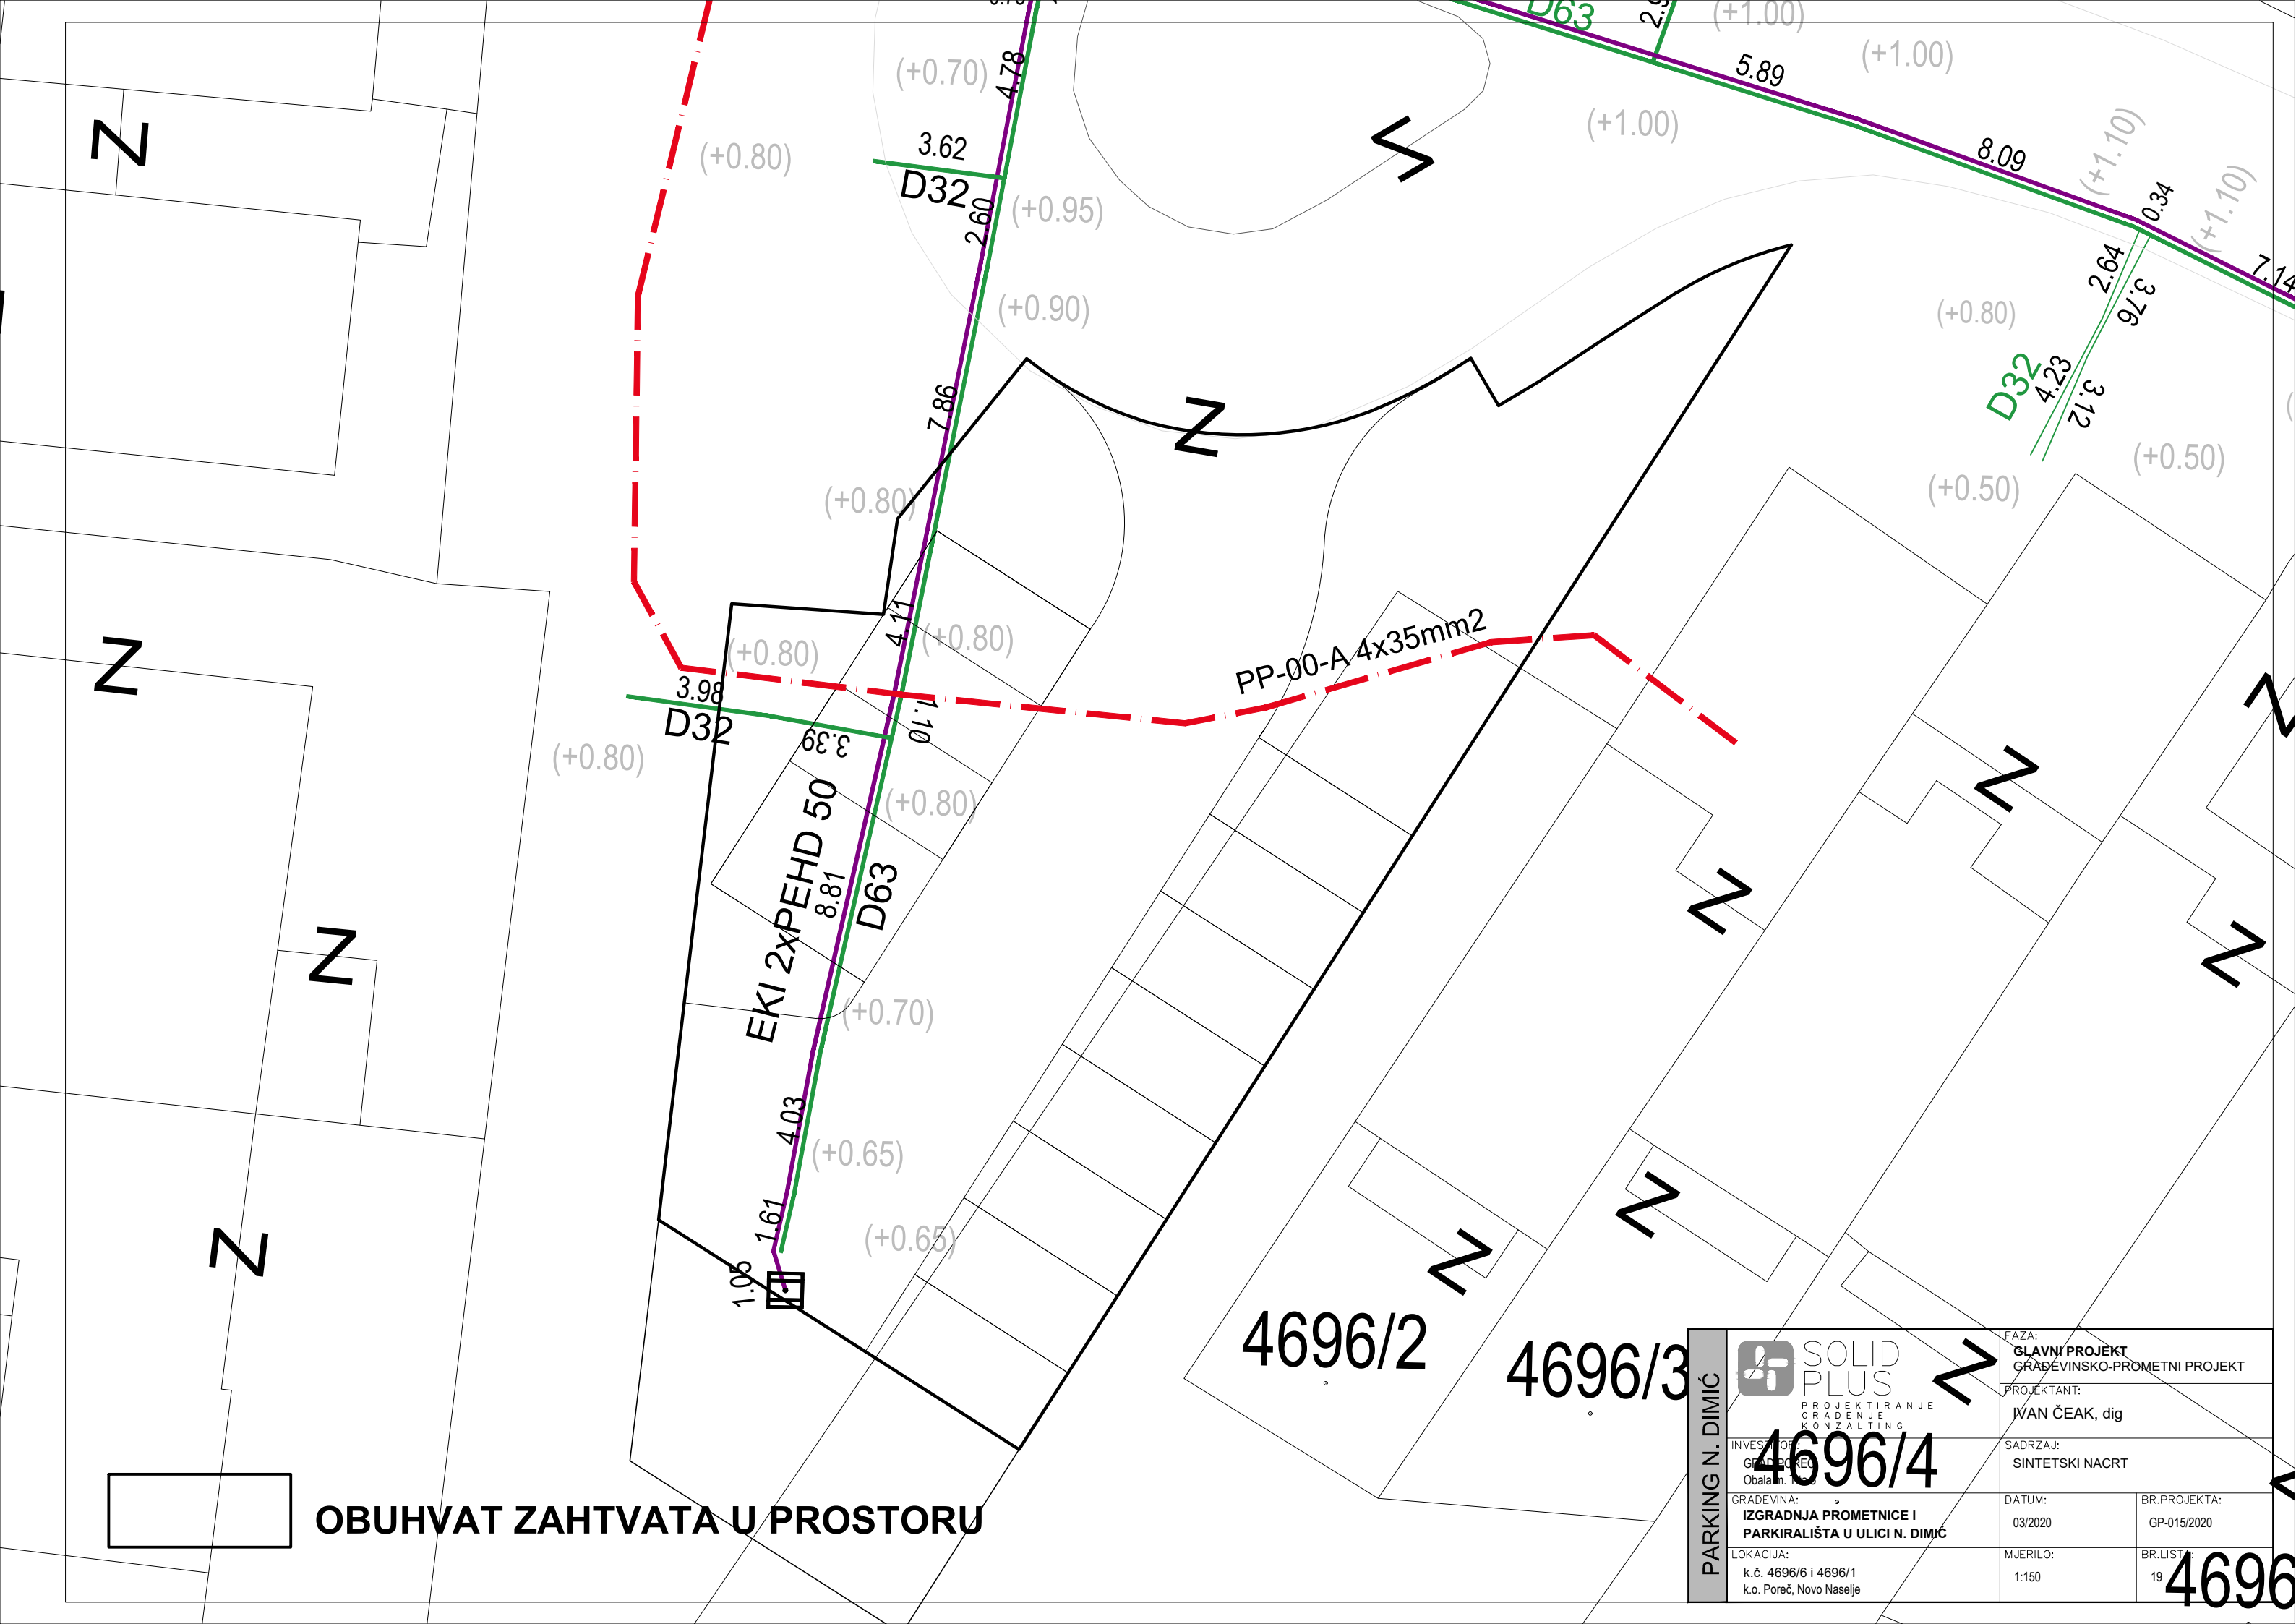 D63
(+1.00)
(+1.00)
(+1.00)
5.89
8.09
(+1.10)
(+1.10)
0.34
7.14
2.64
3.76
4.23
3.12
D32
(+0.80)
(+0.50)
(+0.50)
(+0.70)
4.78
(+0.80)
3.62
D32
2.60
(+0.95)
(+0.90)
7.86
(+0.80)
Z
Z
Z
Z
Z
Z
Z
Z
Z
Z
Z
Z
Z
4.11
(+0.80)
(+0.80)
PP-00-A 4x35mm2
3.98
D32
3.39
1.10
(+0.80)
(+0.80)
EKI 2xPEHD 50
8.81
D63
(+0.70)
4.03
(+0.65)
1.61
(+0.65)
1.05
4696/2
4696/3
4696/4
4696
OBUHVAT ZAHTVATA U PROSTORU
PARKING N. DIMIĆ
SOLID
PLUS
PROJEKTIRANJE
GRAĐENJE
KONZALTING
FAZA:
GLAVNI PROJEKT
GRAĐEVINSKO-PROMETNI PROJEKT
PROJEKTANT:
IVAN ČEAK, dig
SADRZAJ:
SINTETSKI NACRT
GRADEVINA:
IZGRADNJA PROMETNICE I
PARKIRALIŠTA U ULICI N. DIMIĆ
DATUM:
03/2020
BR.PROJEKTA:
GP-015/2020
LOKACIJA:
k.č. 4696/6 i 4696/1
k.o. Poreč, Novo Naselje
MJERILO:
1:150
BR.LISTA:
19